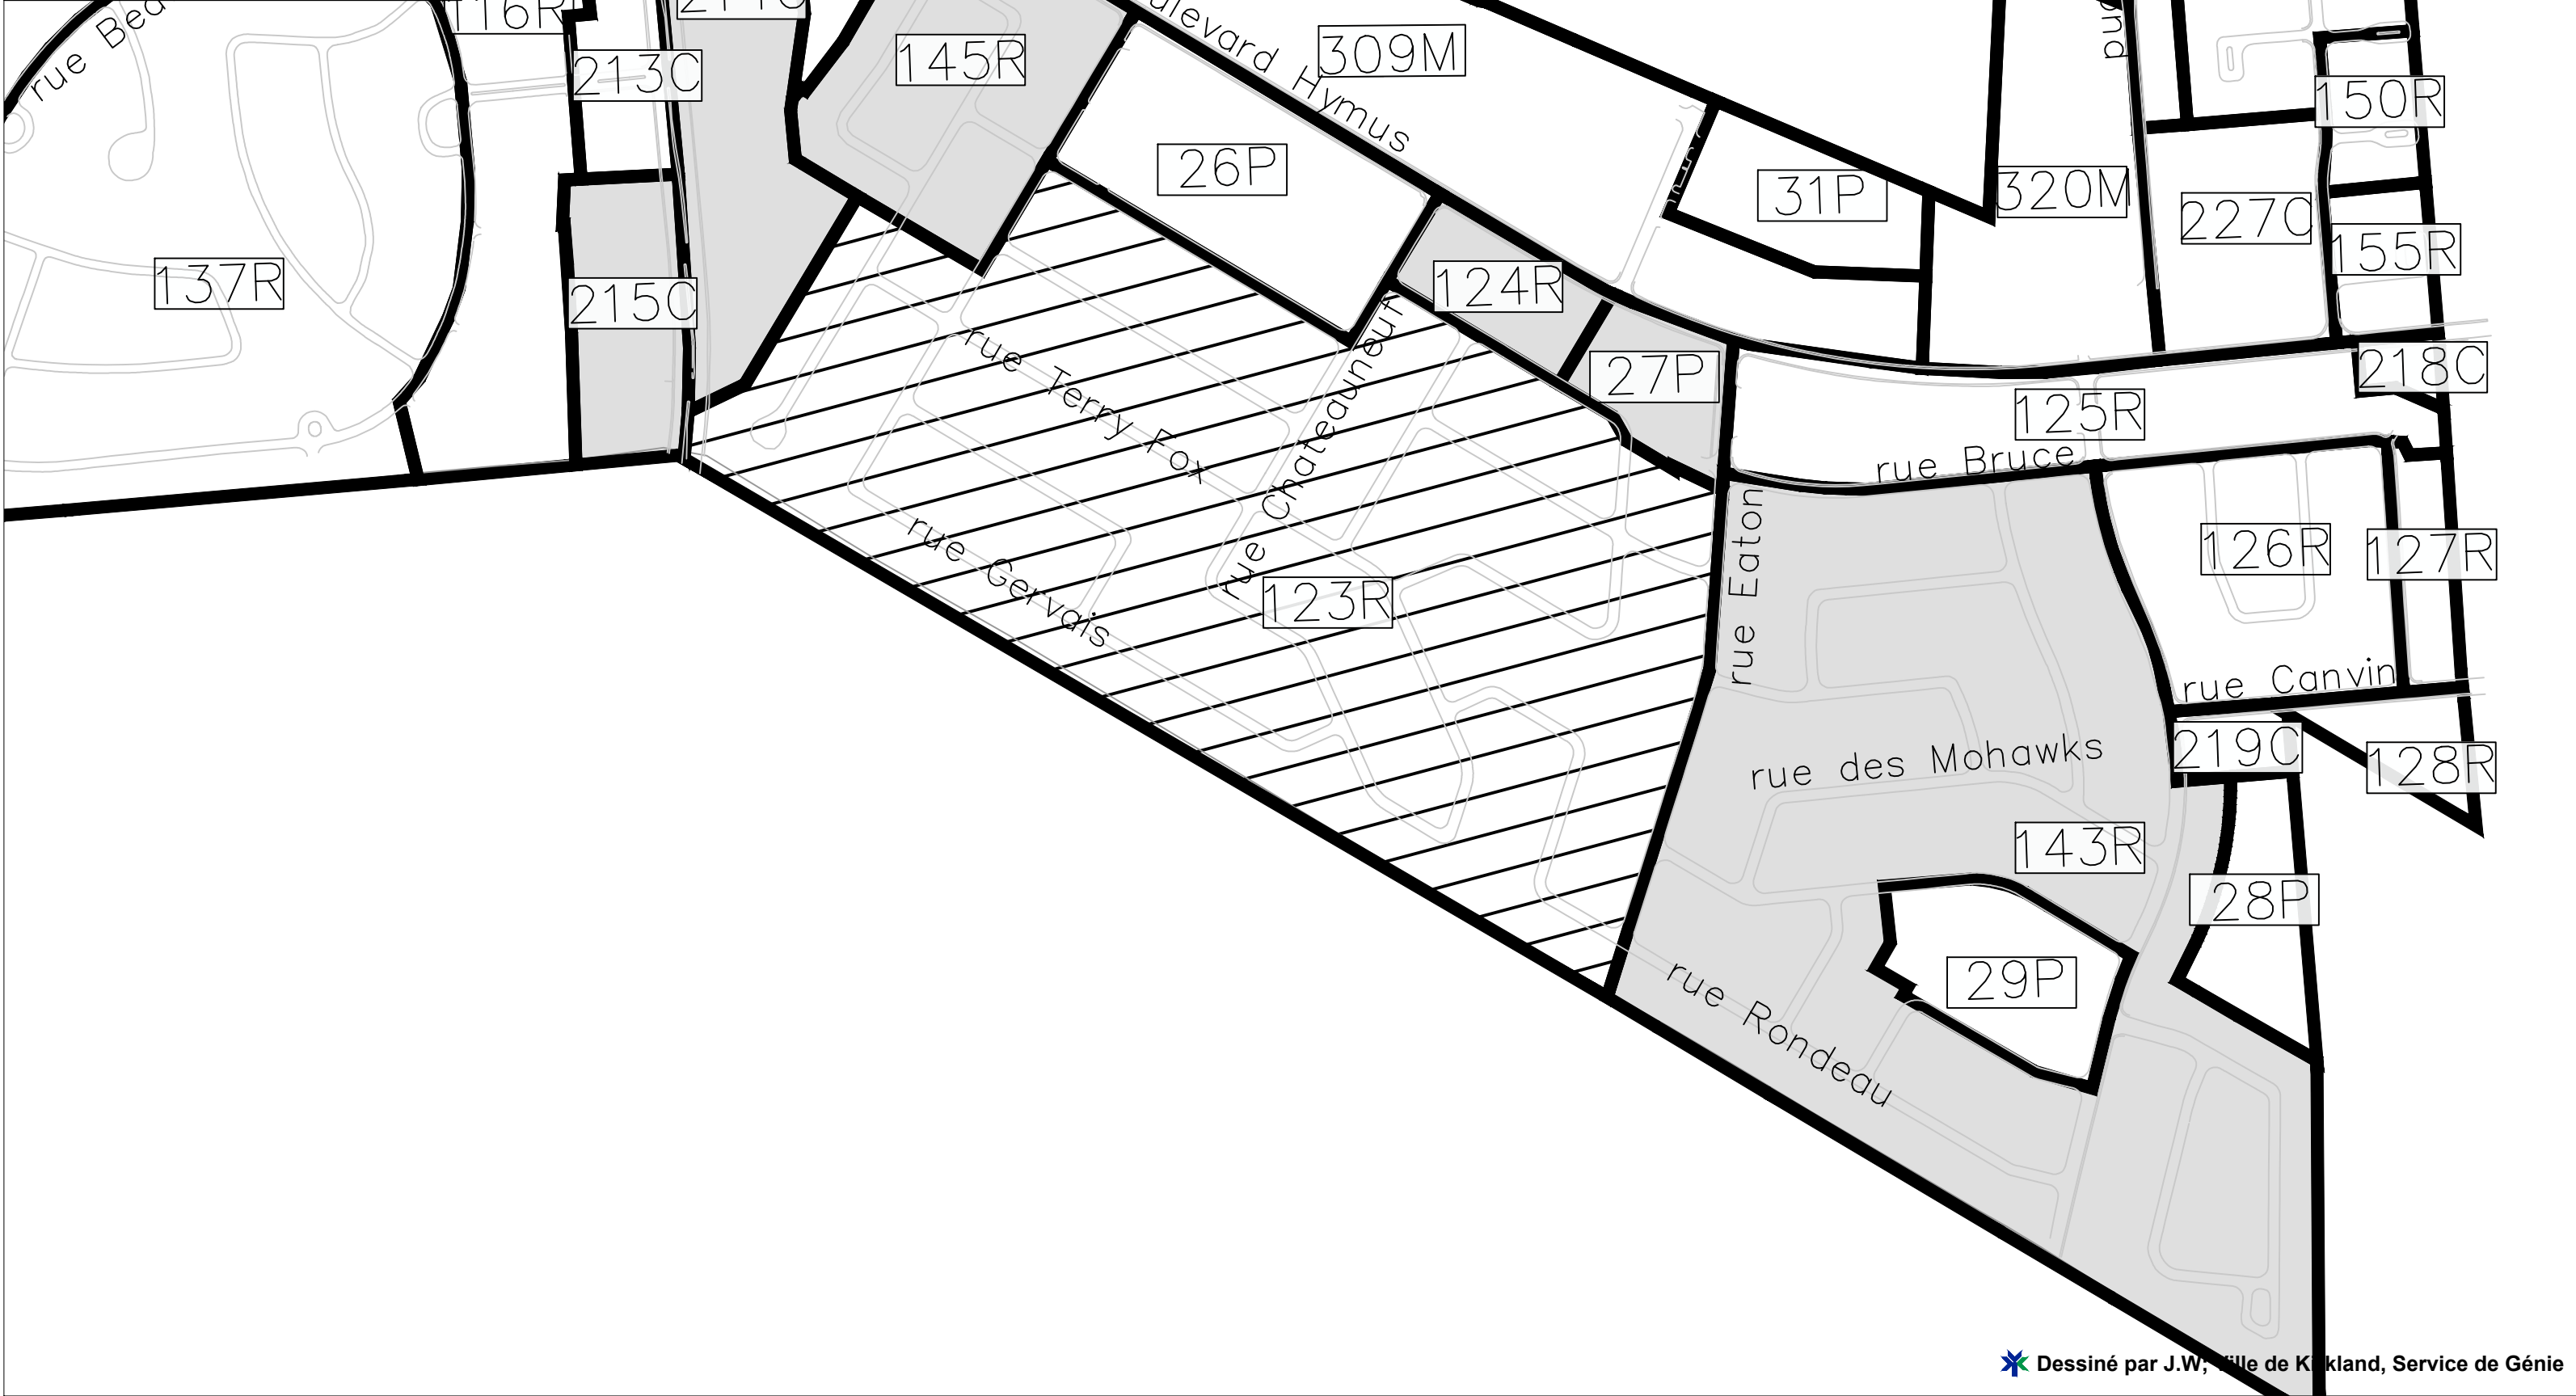 rue Bea
116R
213C
145R
ulevard Hymus
309M
150R
26P
31P
320M
227C
155R
137R
215C
124R
27P
218C
rue Terry Fox
rue Chateauneuf
125R
rue Bruce
rue Gervais
123R
rue Eaton
126R
127R
rue Canvin
rue des Mohawks
219C
128R
143R
28P
29P
rue Rondeau
Dessiné par J.W; Ville de Kirkland, Service de Génie